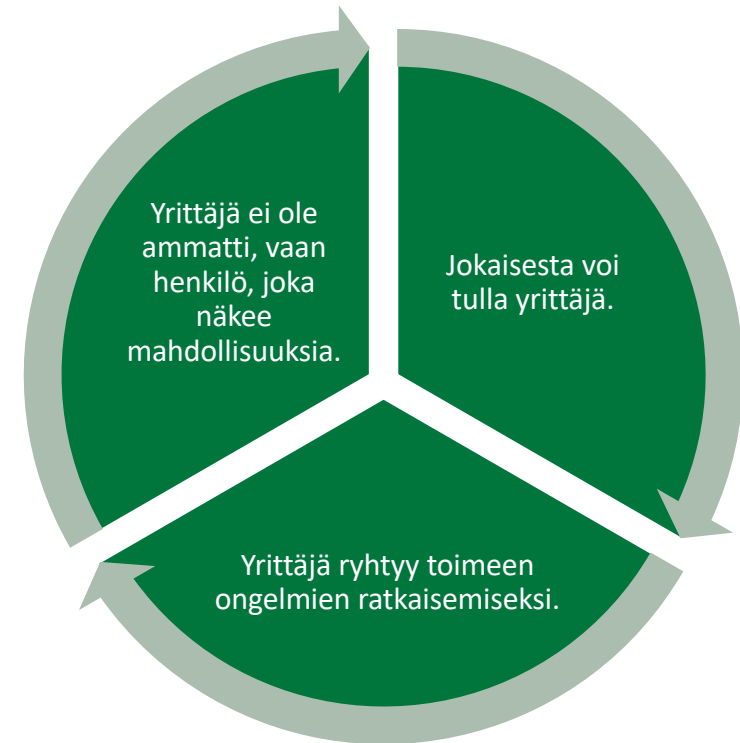 Yrittäjä ei ole
ammatti, vaan
henkilö, joka
näkee
mahdollisuuksia.
Jokaisesta voi
tulla yrittäjä.
Yrittäjä ryhtyy toimeen
ongelmien ratkaisemiseksi.